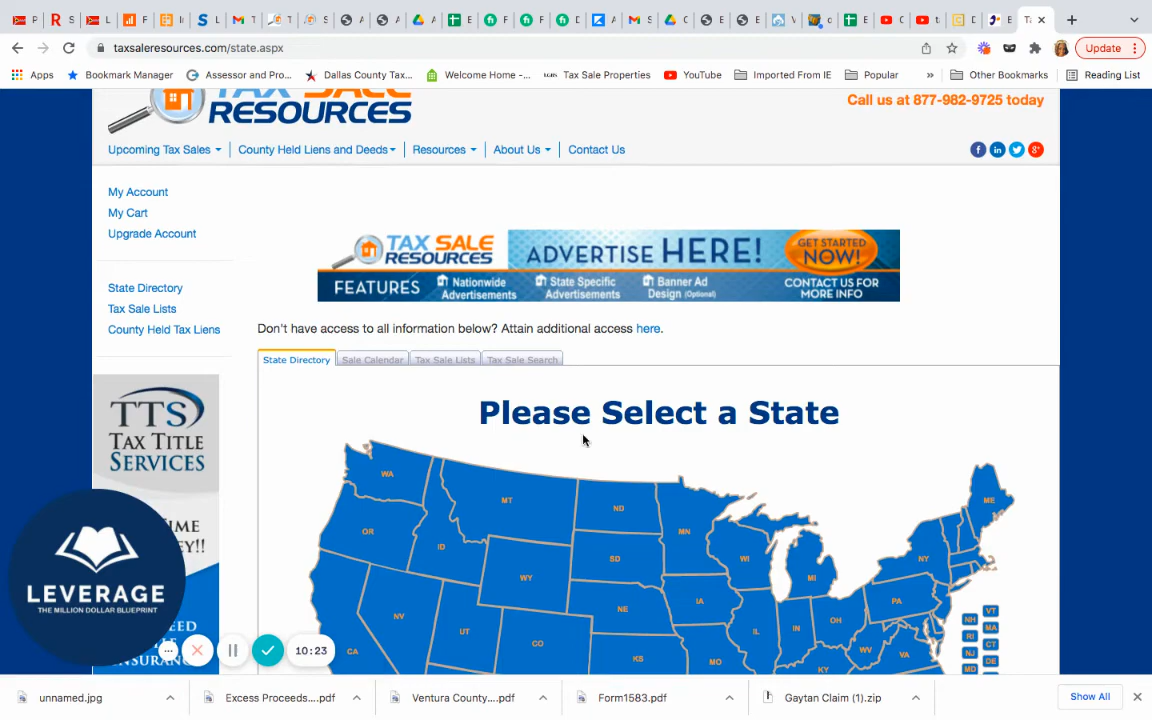 P
R S
L
F
In
L
M
T
S
A
A
A
E
F
F
D
A
S
C
E
E
V
E
C
t
D
E
Ta
taxsaleresources.com/state.aspx
Update
Apps
Bookmark Manager
Assessor and Pro...
Dallas County Tax...
Welcome Home -...
Tax Sale Properties
YouTube
Imported From IE
Popular
»
Other Bookmarks
Reading List
TAX SALE
RESOURCES
Call us at 877-982-9725 today
Upcoming Tax Sales
County Held Liens and Deeds
Resources
About Us
Contact Us
My Account
My Cart
Upgrade Account
State Directory
Tax Sale Lists
County Held Tax Liens
TAX SALE
RESOURCES
ADVERTISE HERE!
GET STARTED
NOW!
FEATURES
Nationwide
Advertisements
State Specific
Advertisements
Banner Ad
Design (Optional)
CONTACT US FOR
MORE INFO
Don't have access to all information below? Attain additional access here.
State Directory
Sale Calendar
Tax Sale Lists
Tax Sale Search
Please Select a State
WA
MT
ND
MN
ME
OR
ID
SD
WI
NY
WY
MI
NE
IA
PA
NV
UT
CO
IL
IN
OH
CA
KS
MO
WV
VA
KY
VT
NH
MA
RI
CT
NJ
DE
MD
TTS
TAX TITLE
SERVICES
LEVERAGE
THE MILLION DOLLAR BLUEPRINT
10:23
unnamed.jpg
Excess Proceeds....pdf
Ventura County....pdf
Form1583.pdf
Gaytan Claim (1).zip
Show All